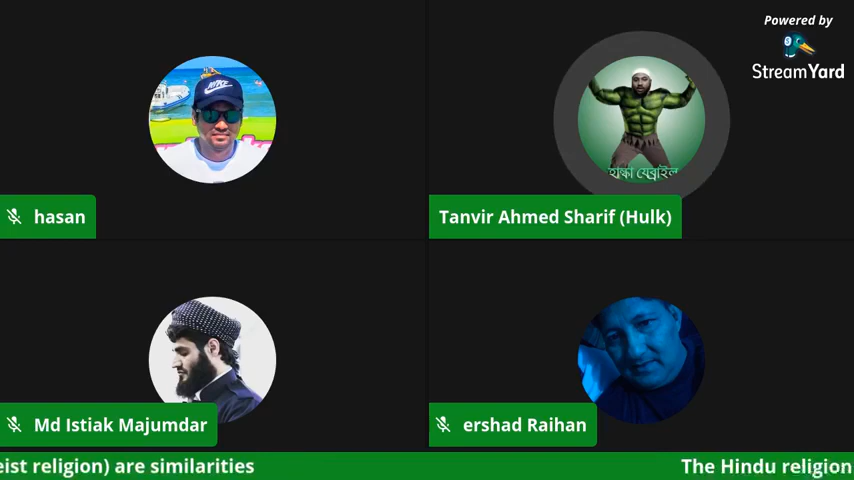 Powered by
StreamYard
হাল্কা যেব্রাইল
hasan
Tanvir Ahmed Sharif (Hulk)
Md Istiak Majumdar
ershad Raihan
eist religion) are similarities
The Hindu religion